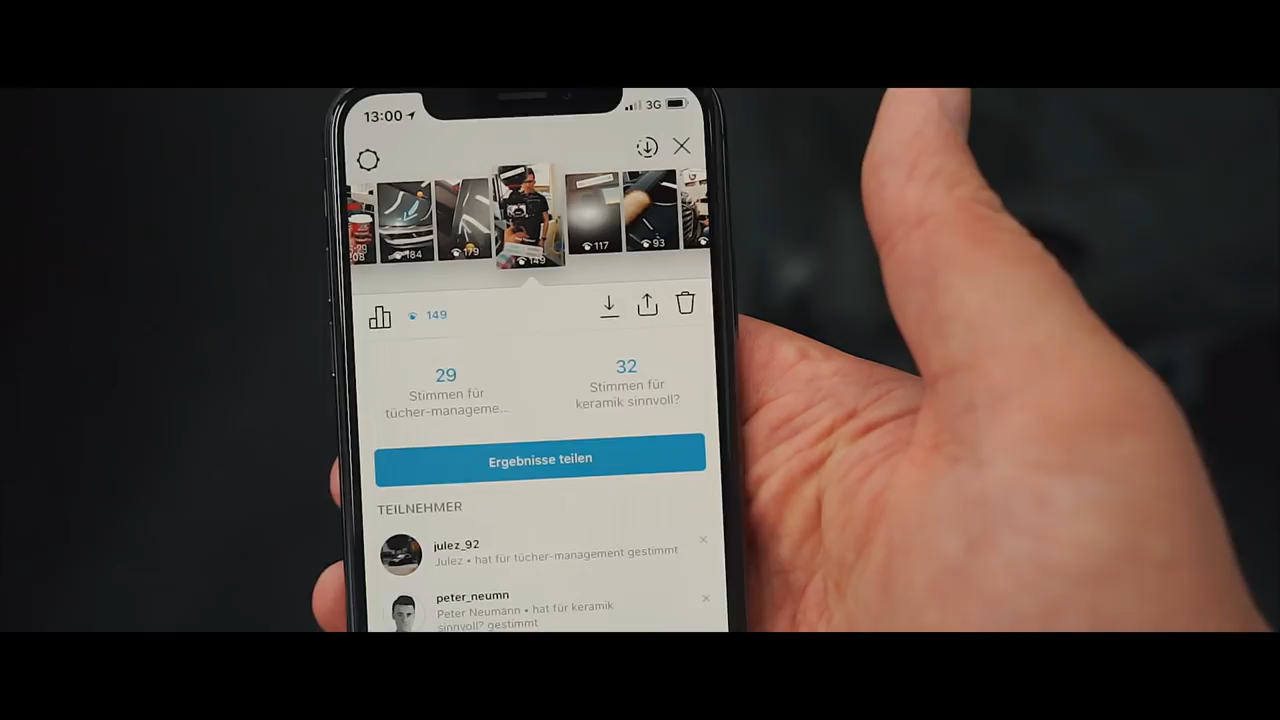 13:00
3G
184
179
149
117
93
149
29
Stimmen für
tücher-manageme...
32
Stimmen für
keramik sinnvoll?
Ergebnisse teilen
TEILNEHMER
julez_92
Julez • hat für tücher-management gestimmt
peter_neumn
Peter Neumann • hat für keramik
sinnvoll? gestimmt